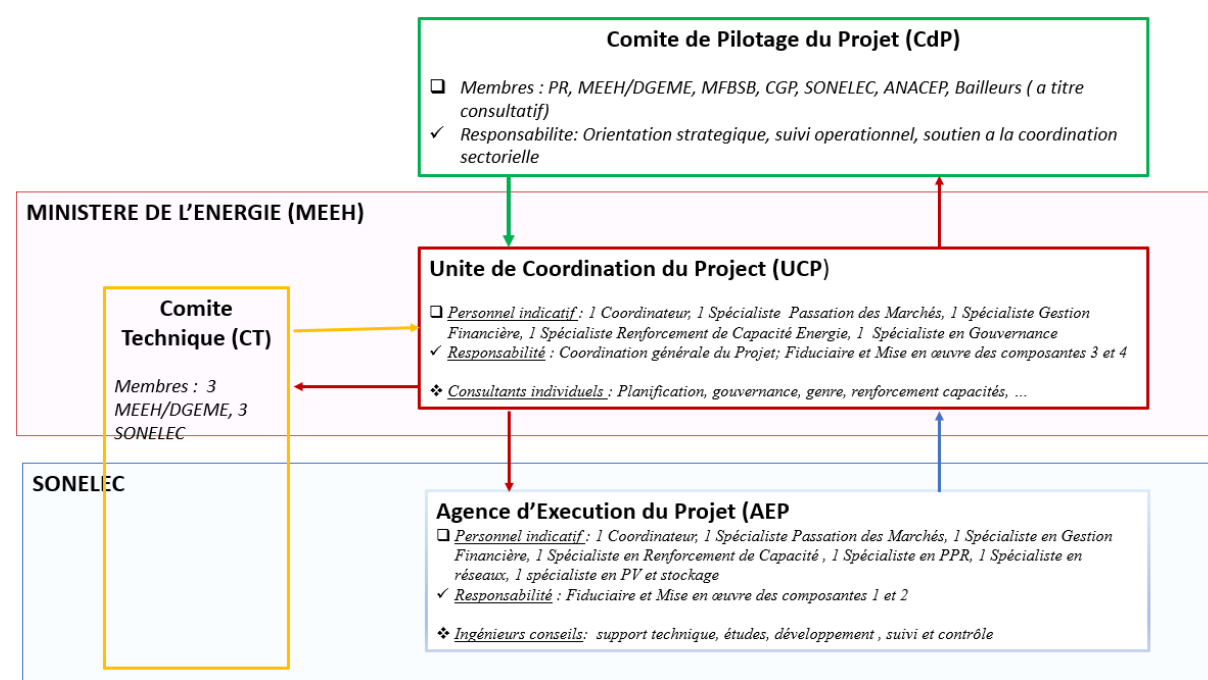 Comite de Pilotage du Projet (CdP)
❑ Membres : PR, MEEH/DGEME, MFBSB, CGP, SONELEC, ANACEP, Bailleurs ( a titre
consultatif)
✓ Responsabilite: Orientation strategique, suivi operationnel, soutien a la coordination
sectorielle
MINISTERE DE L’ENERGIE (MEEH)
Unite de Coordination du Project (UCP)
❑ Personnel indicatif : 1 Coordinateur, 1 Spécialiste Passation des Marchés, 1 Spécialiste Gestion
Financière, 1 Spécialiste Renforcement de Capacité Energie, 1 Spécialiste en Gouvernance
✓ Responsabilité : Coordination générale du Projet; Fiduciaire et Mise en œuvre des composantes 3 et 4
❖ Consultants individuels : Planification, gouvernance, genre, renforcement capacités, …
Comite
Technique (CT)
Membres : 3
MEEH/DGEME, 3
SONELEC
SONELEC
Agence d’Execution du Projet (AEP
❑ Personnel indicatif : 1 Coordinateur, 1 Spécialiste Passation des Marchés, 1 Spécialiste en Gestion
Financière, 1 Spécialiste en Renforcement de Capacité , 1 Spécialiste en PPR, 1 Spécialiste en
réseaux, 1 spécialiste en PV et stockage
✓ Responsabilité : Fiduciaire et Mise en œuvre des composantes 1 et 2
❖ Ingénieurs conseils: support technique, études, développement , suivi et contrôle